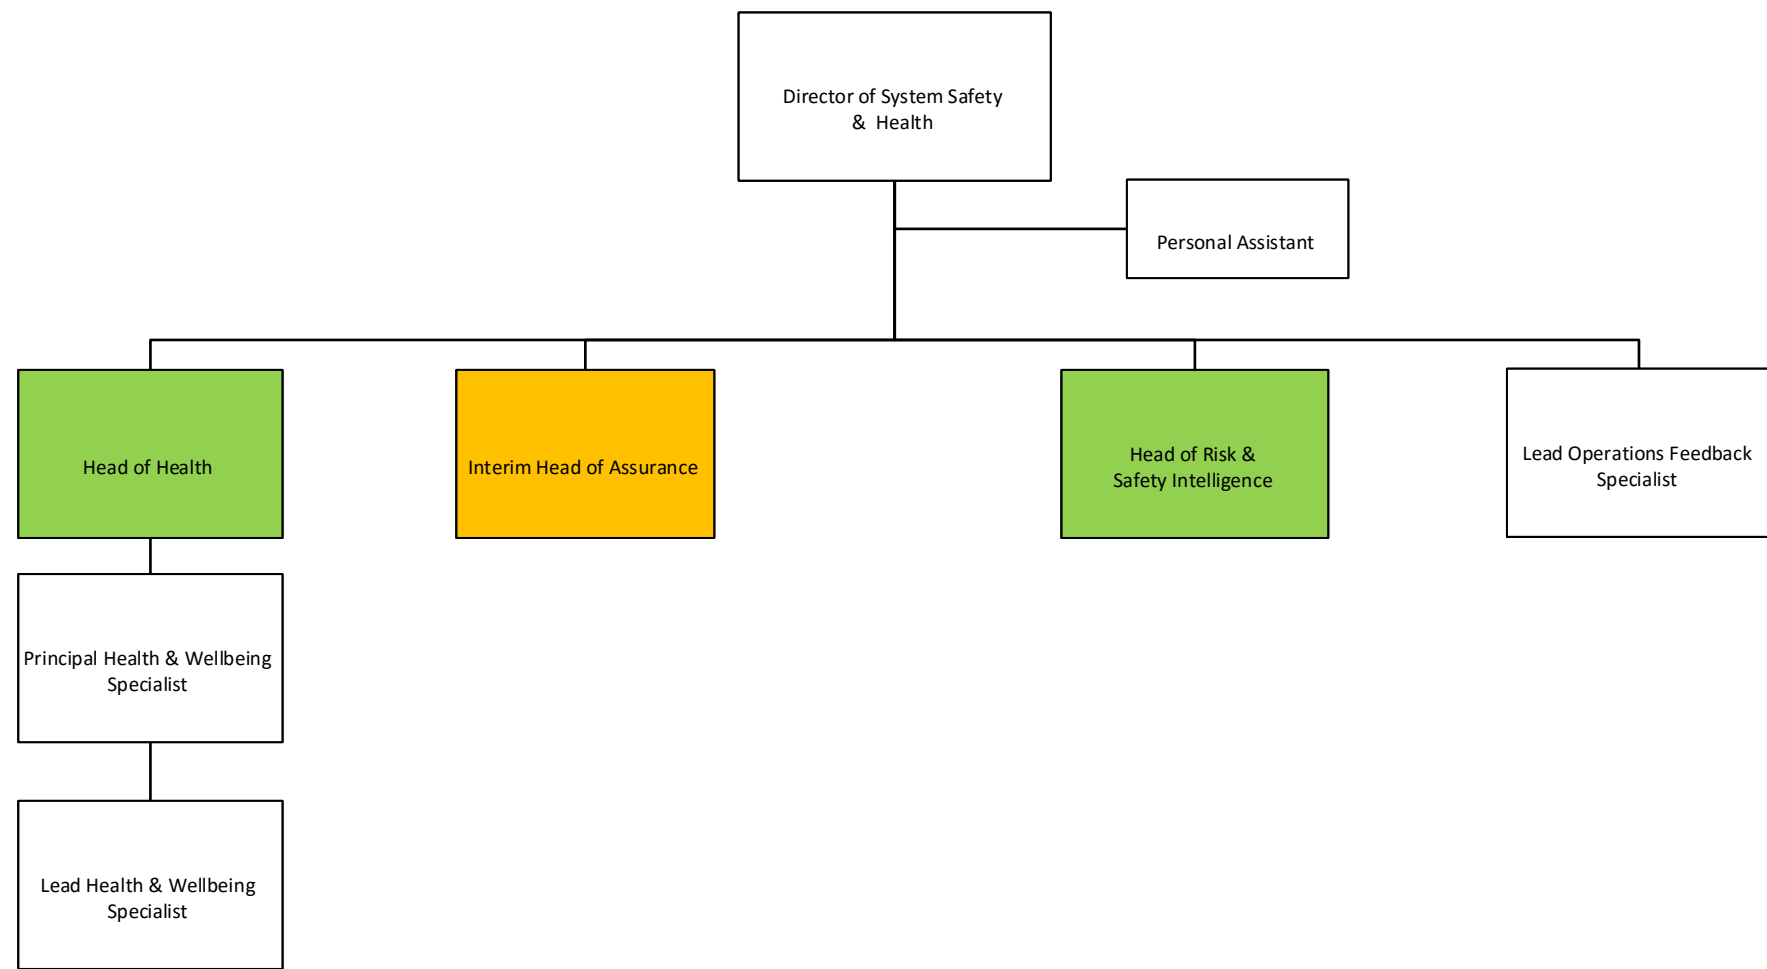 Director of System Safety
& Health
Personal Assistant
Head of Health
Interim Head of Assurance
Head of Risk &
Safety Intelligence
Lead Operations Feedback
Specialist
Principal Health & Wellbeing
Specialist
Lead Health & Wellbeing
Specialist